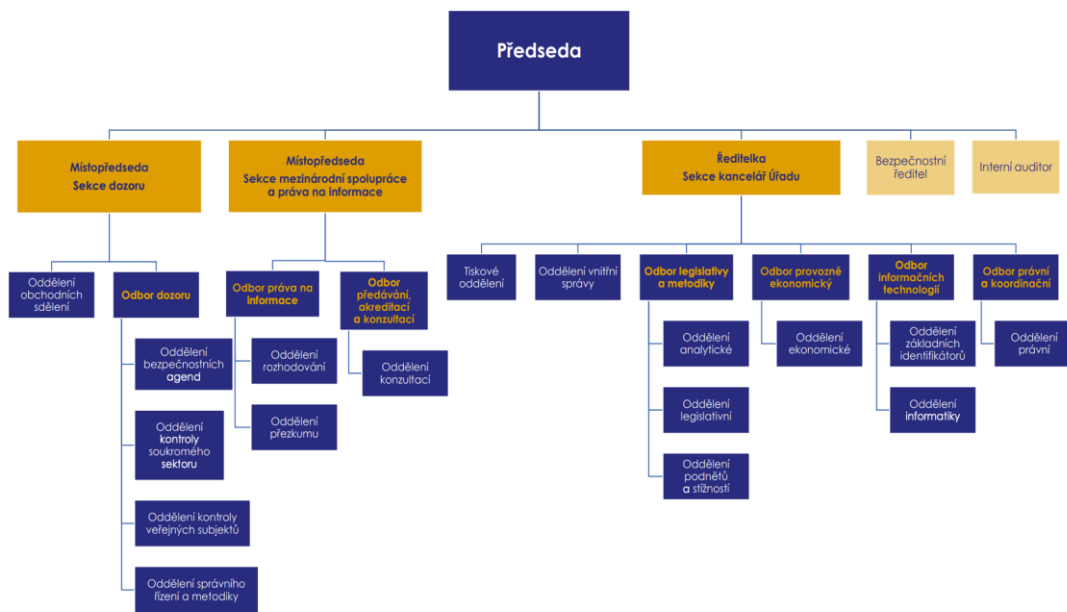 Předseda
Místopředseda
Sekce dozoru
Místopředseda
Sekce mezinárodní spolupráce
a práva na informace
Ředitelka
Sekce kancelář Úřadu
Bezpečnostní
ředitel
Interní auditor
Oddělení
obchodních
sdělení
Odbor dozoru
Odbor práva na
informace
Odbor
předávání,
akreditací
a konzultací
Tiskové
oddělení
Oddělení vnitřní
správy
Odbor legislativy
a metodiky
Odbor provozně
ekonomický
Odbor
informačních
technologií
Odbor právní
a koordinační
Oddělení
bezpečnostních
agend
Oddělení
kontroly
soukromého
sektoru
Oddělení kontroly
veřejných subjektů
Oddělení správního
řízení a metodiky
Oddělení
rozhodování
Oddělení
přezkumu
Oddělení
konzultací
Oddělení
analytické
Oddělení
legislativní
Oddělení
podnětů
a stížností
Oddělení
ekonomické
Oddělení
základních
identifikátorů
Oddělení
informatiky
Oddělení
právní